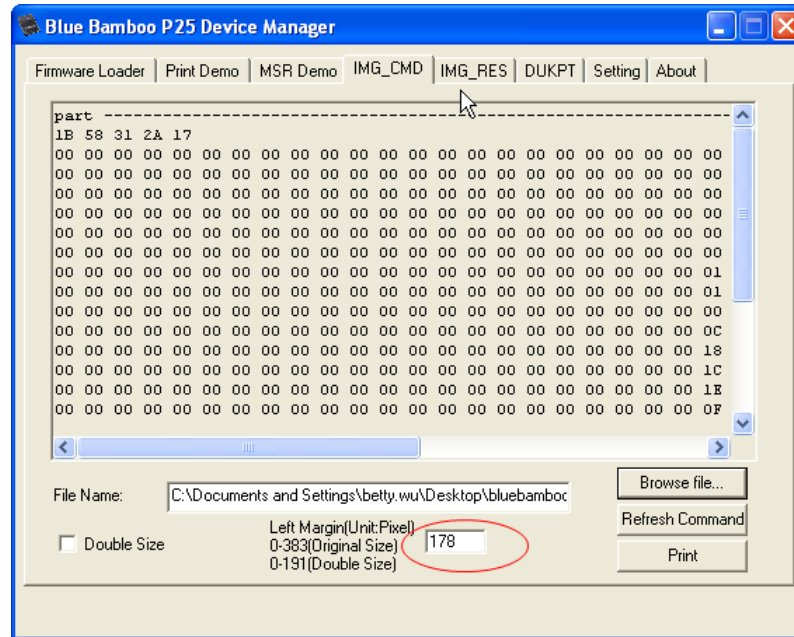 Blue Bamboo P25 Device Manager
Firmware Loader Print Demo MSR Demo IMG_CMD IMG_RES DUKPT Setting About
part ------------------------------------------------------
1B 58 31 2A 17
00 00 00 00 00 00 00 00 00 00 00 00 00 00 00 00 00 00 00 00 00 00 00
00 00 00 00 00 00 00 00 00 00 00 00 00 00 00 00 00 00 00 00 00 00 00
00 00 00 00 00 00 00 00 00 00 00 00 00 00 00 00 00 00 00 00 00 00 00
00 00 00 00 00 00 00 00 00 00 00 00 00 00 00 00 00 00 00 00 00 00 00
00 00 00 00 00 00 00 00 00 00 00 00 00 00 00 00 00 00 00 00 00 00 00
00 00 00 00 00 00 00 00 00 00 00 00 00 00 00 00 00 00 00 00 00 00 00
00 00 00 00 00 00 00 00 00 00 00 00 00 00 00 00 00 00 00 00 00 00 01
00 00 00 00 00 00 00 00 00 00 00 00 00 00 00 00 00 00 00 00 00 00 01
00 00 00 00 00 00 00 00 00 00 00 00 00 00 00 00 00 00 00 00 00 00 00
00 00 00 00 00 00 00 00 00 00 00 00 00 00 00 00 00 00 00 00 00 00 0C
00 00 00 00 00 00 00 00 00 00 00 00 00 00 00 00 00 00 00 00 00 00 18
00 00 00 00 00 00 00 00 00 00 00 00 00 00 00 00 00 00 00 00 00 00 1C
00 00 00 00 00 00 00 00 00 00 00 00 00 00 00 00 00 00 00 00 00 00 1E
00 00 00 00 00 00 00 00 00 00 00 00 00 00 00 00 00 00 00 00 00 00 0F
File Name: C:\Documents and Settings\betty.wu\Desktop\bluebamboo
Browse file...
Refresh Command
Print
Double Size
Left Margin(Unit:Pixel)
0-383(Original Size)
0-191(Double Size)
178